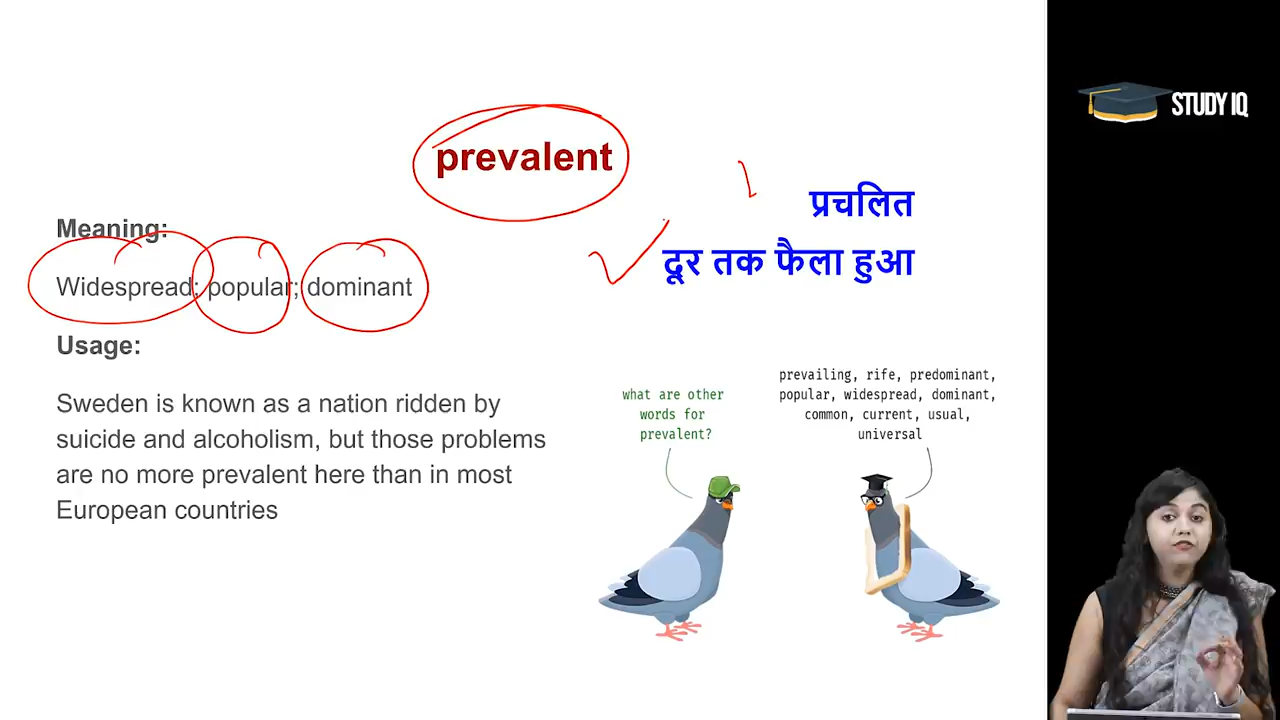 STUDY IQ
prevalent
प्रचलित
दूर तक फैला हुआ
Meaning:
Widespread; popular; dominant
Usage:
Sweden is known as a nation ridden by
suicide and alcoholism, but those problems
are no more prevalent here than in most
European countries
what are other
words for
prevalent?
prevailing, rife, predominant,
popular, widespread, dominant,
common, current, usual,
universal